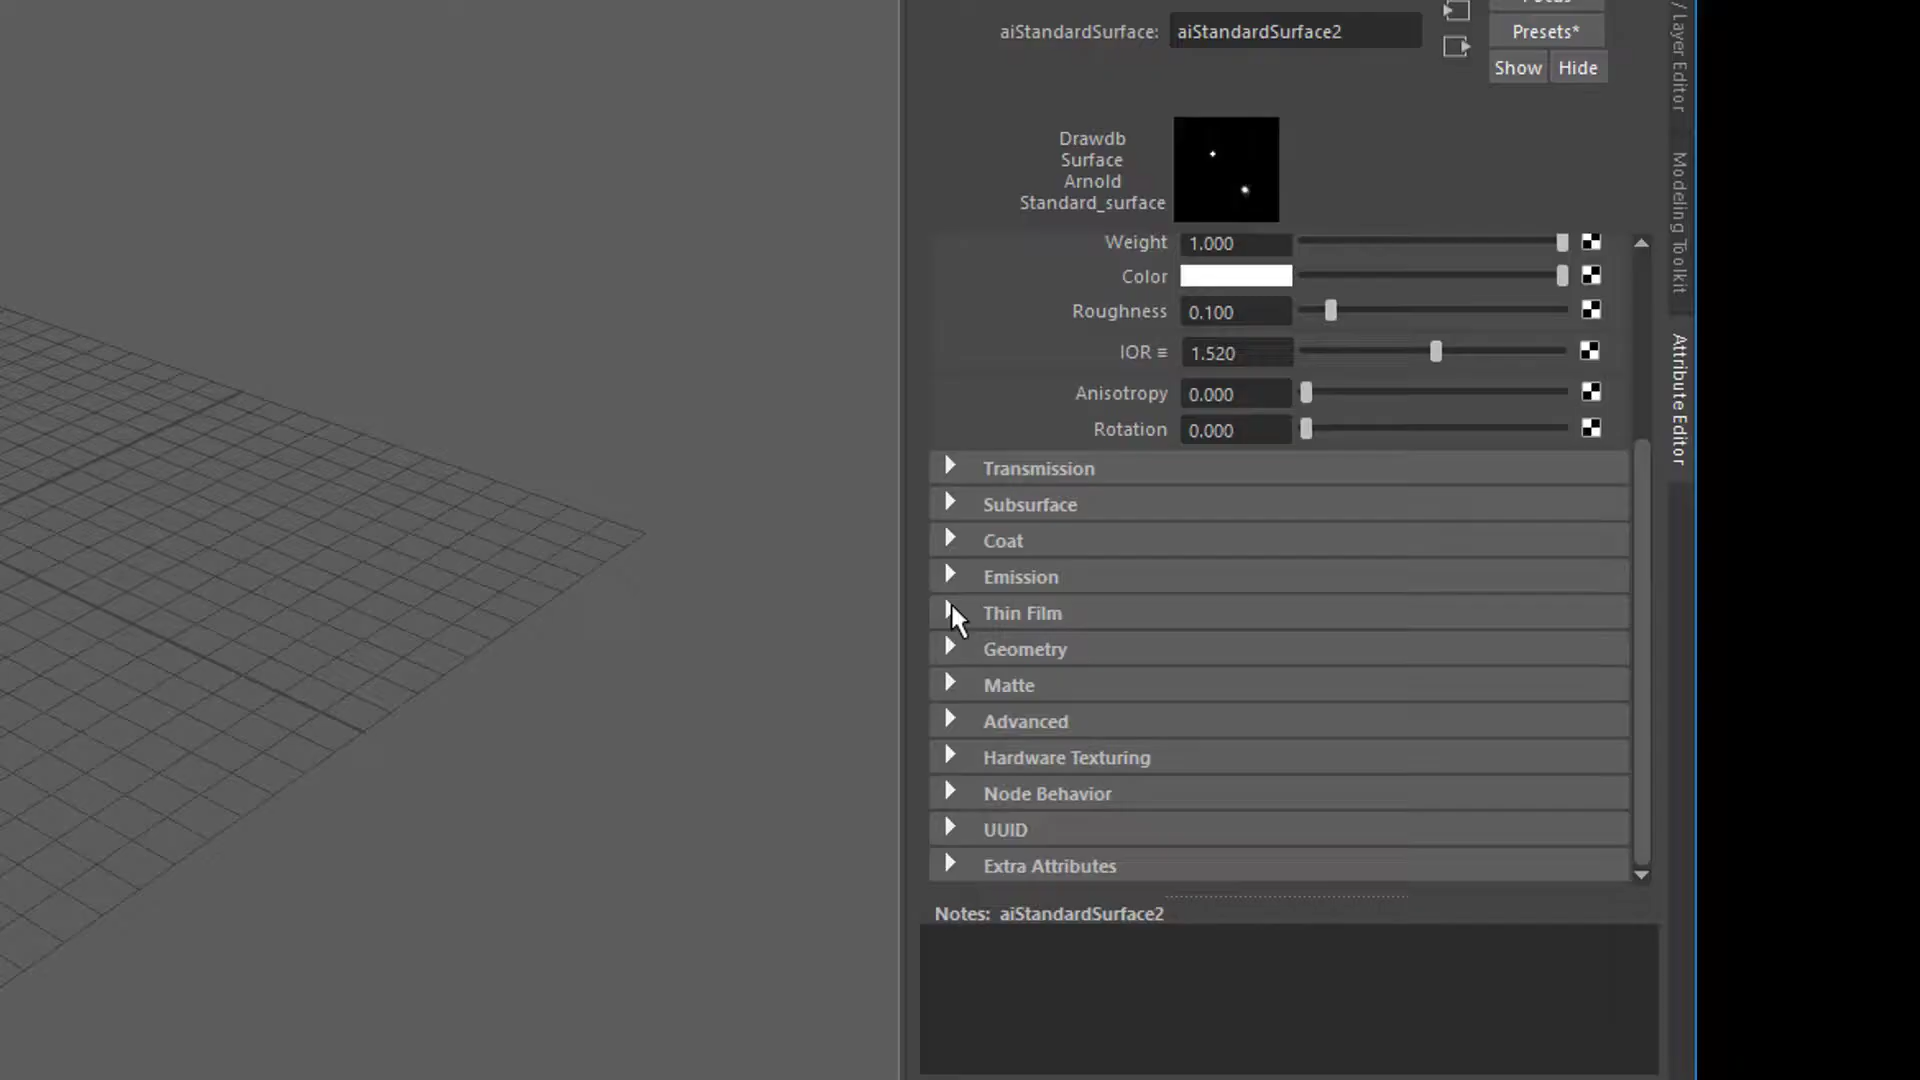 aiStandardSurface: aiStandardSurface2
Focus
Presets*
Show Hide
Drawdb
Surface
Arnold
Standard_surface
Weight 1.000
Color
Roughness 0.100
IOR 1.520
Anisotropy 0.000
Rotation 0.000
Transmission
Subsurface
Coat
Emission
Thin Film
Geometry
Matte
Advanced
Hardware Texturing
Node Behavior
UUID
Extra Attributes
Notes: aiStandardSurface2
/ Layer Editor
Modeling Toolkit
Attribute Editor